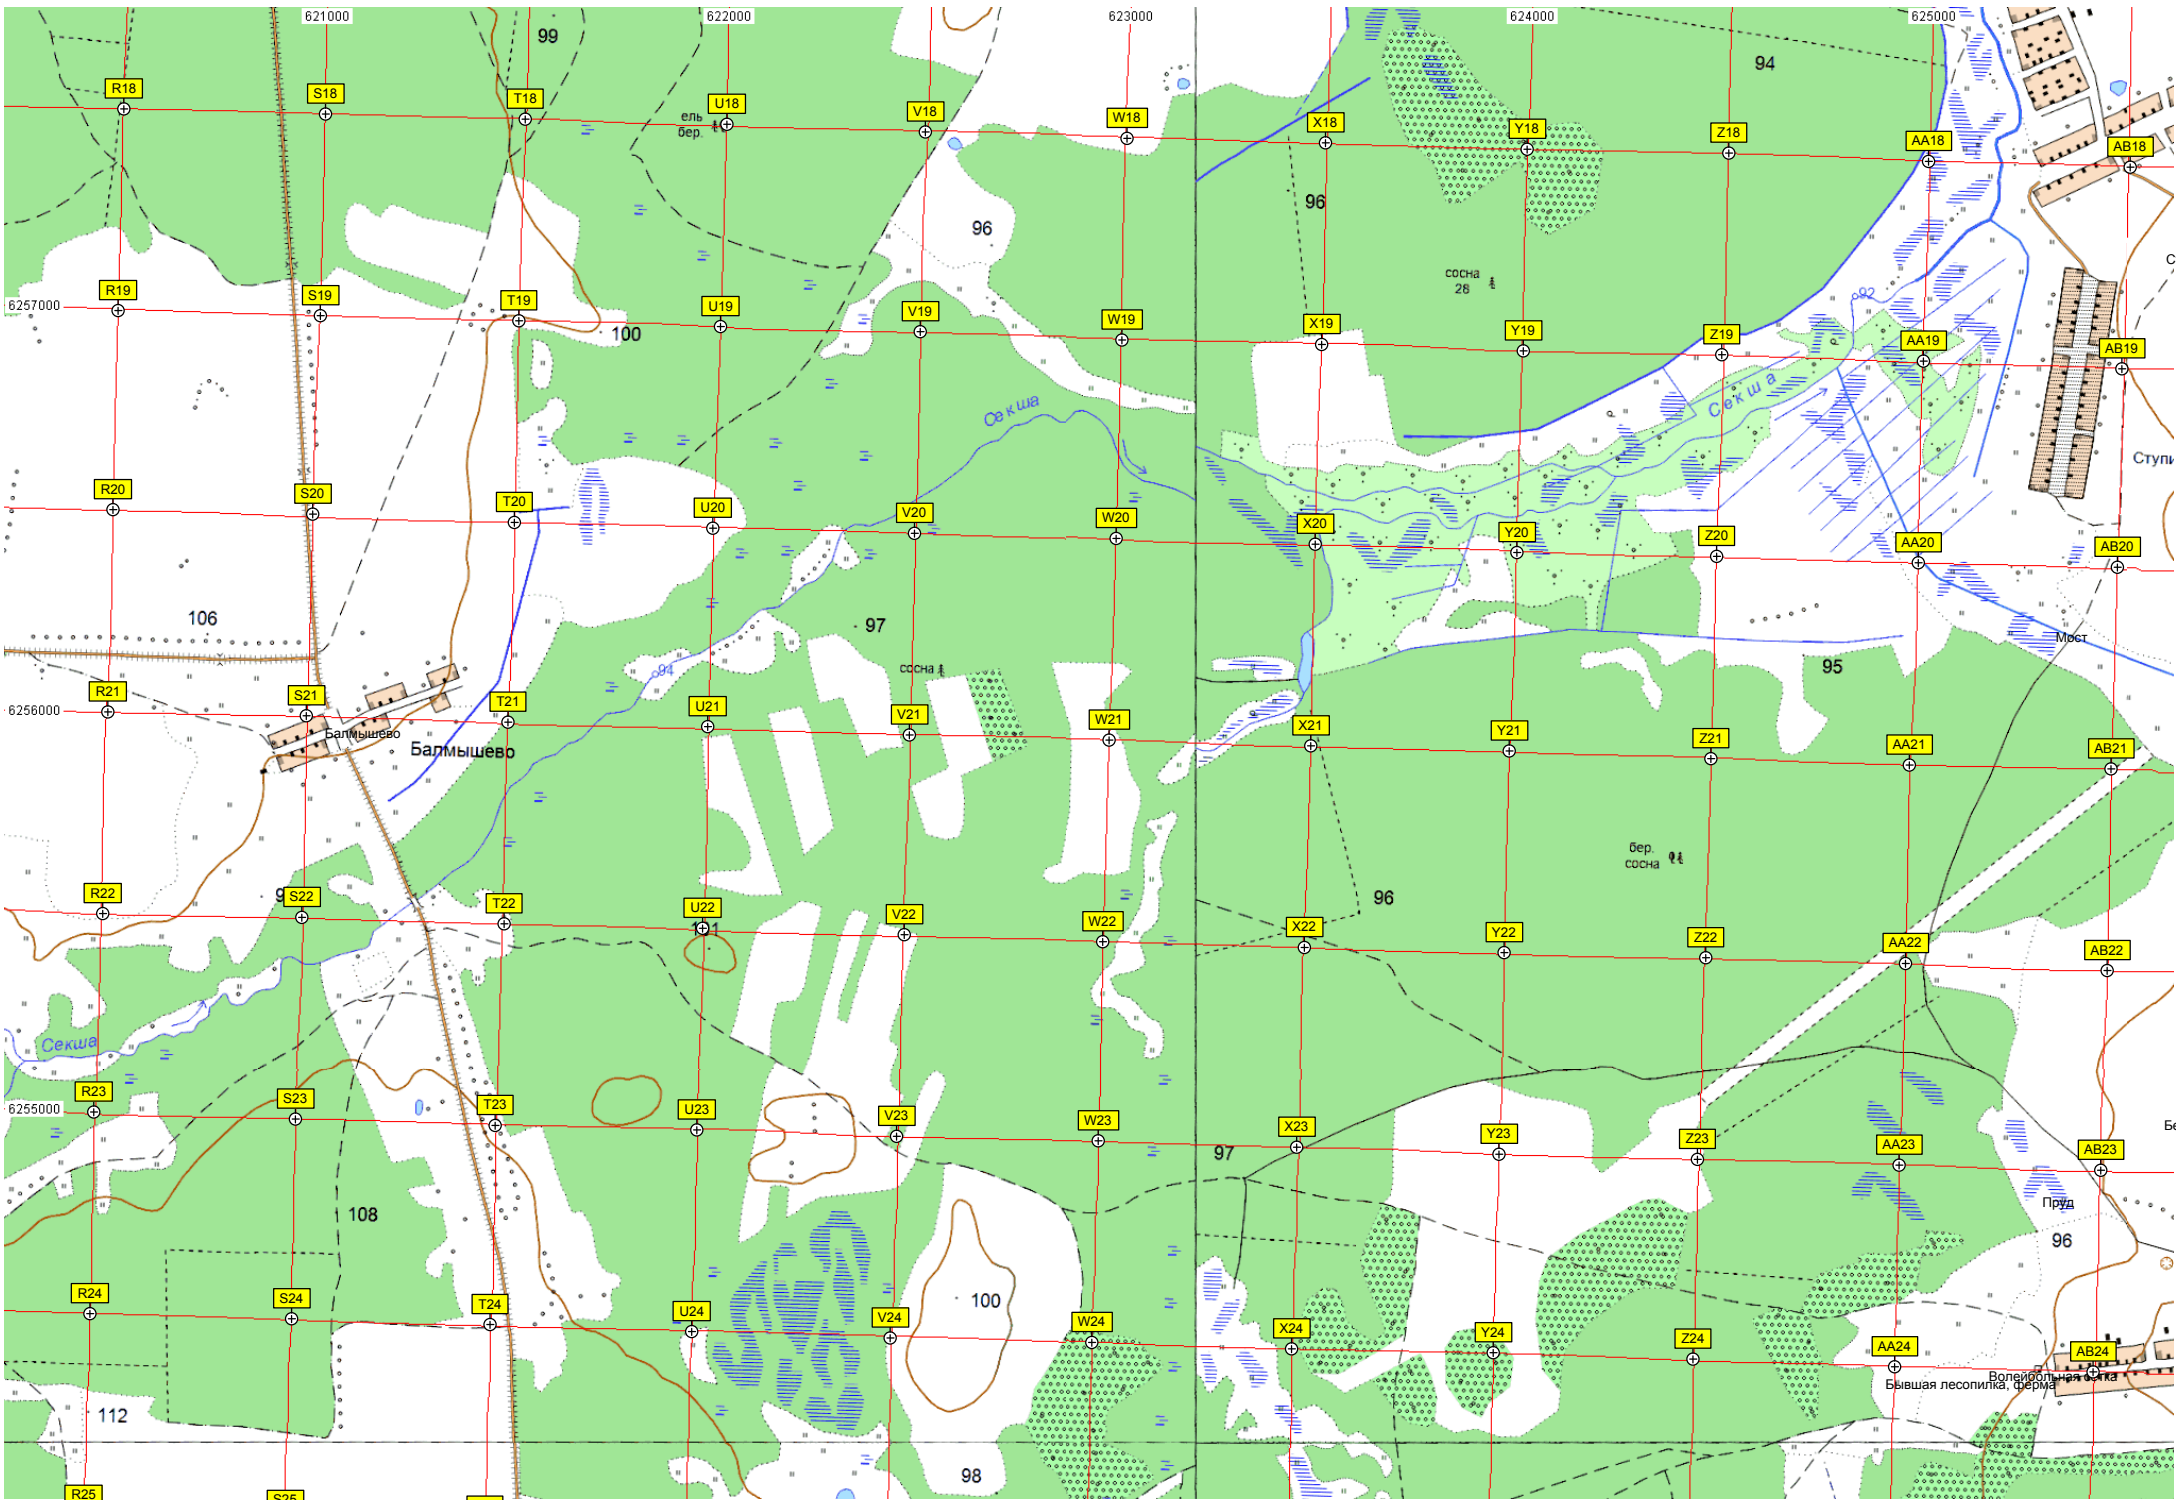 621000 622000 623000 624000 625000
99
94
R18 S18 T18 U18 V18 W18 X18 Y18 Z18 AA18 AB18
ель
бер.
96
96
сосна
28
92
R19 S19 T19 U19 V19 W19 X19 Y19 Z19 AA19 AB19
6257000
100
Секша
Секша
R20 S20 T20 U20 V20 W20 X20 Y20 Z20 AA20 AB20
106
97
Мост
сосна
94
95
R21 S21 T21 U21 V21 W21 X21 Y21 Z21 AA21 AB21
6256000
Балмышево
Балмышево
бер.
сосна
96
R22 S22 T22 U22 V22 W22 X22 Y22 Z22 AA22 AB22
Секша
R23 S23 T23 U23 V23 W23 X23 Y23 Z23 AA23 AB23
6255000
97
108
Пруд
96
100
R24 S24 T24 U24 V24 W24 X24 Y24 Z24 AA24 AB24
Волейбольная сетка
Бывшая лесопилка, ферма
112
98
R25 S25